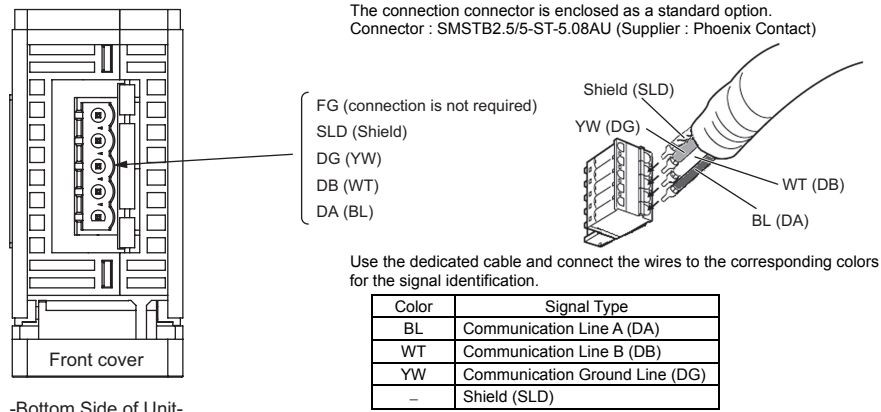 The connection connector is enclosed as a standard option.
Connector : SMSTB2.5/5-ST-5.08AU (Supplier : Phoenix Contact)
FG (connection is not required)
SLD (Shield)
DG (YW)
DB (WT)
DA (BL)
Shield (SLD)
YW (DG)
WT (DB)
BL (DA)
Use the dedicated cable and connect the wires to the corresponding colors
for the signal identification.
Color Signal Type
BL Communication Line A (DA)
WT Communication Line B (DB)
YW Communication Ground Line (DG)
– Shield (SLD)
Front cover
-Bottom Side of Unit-